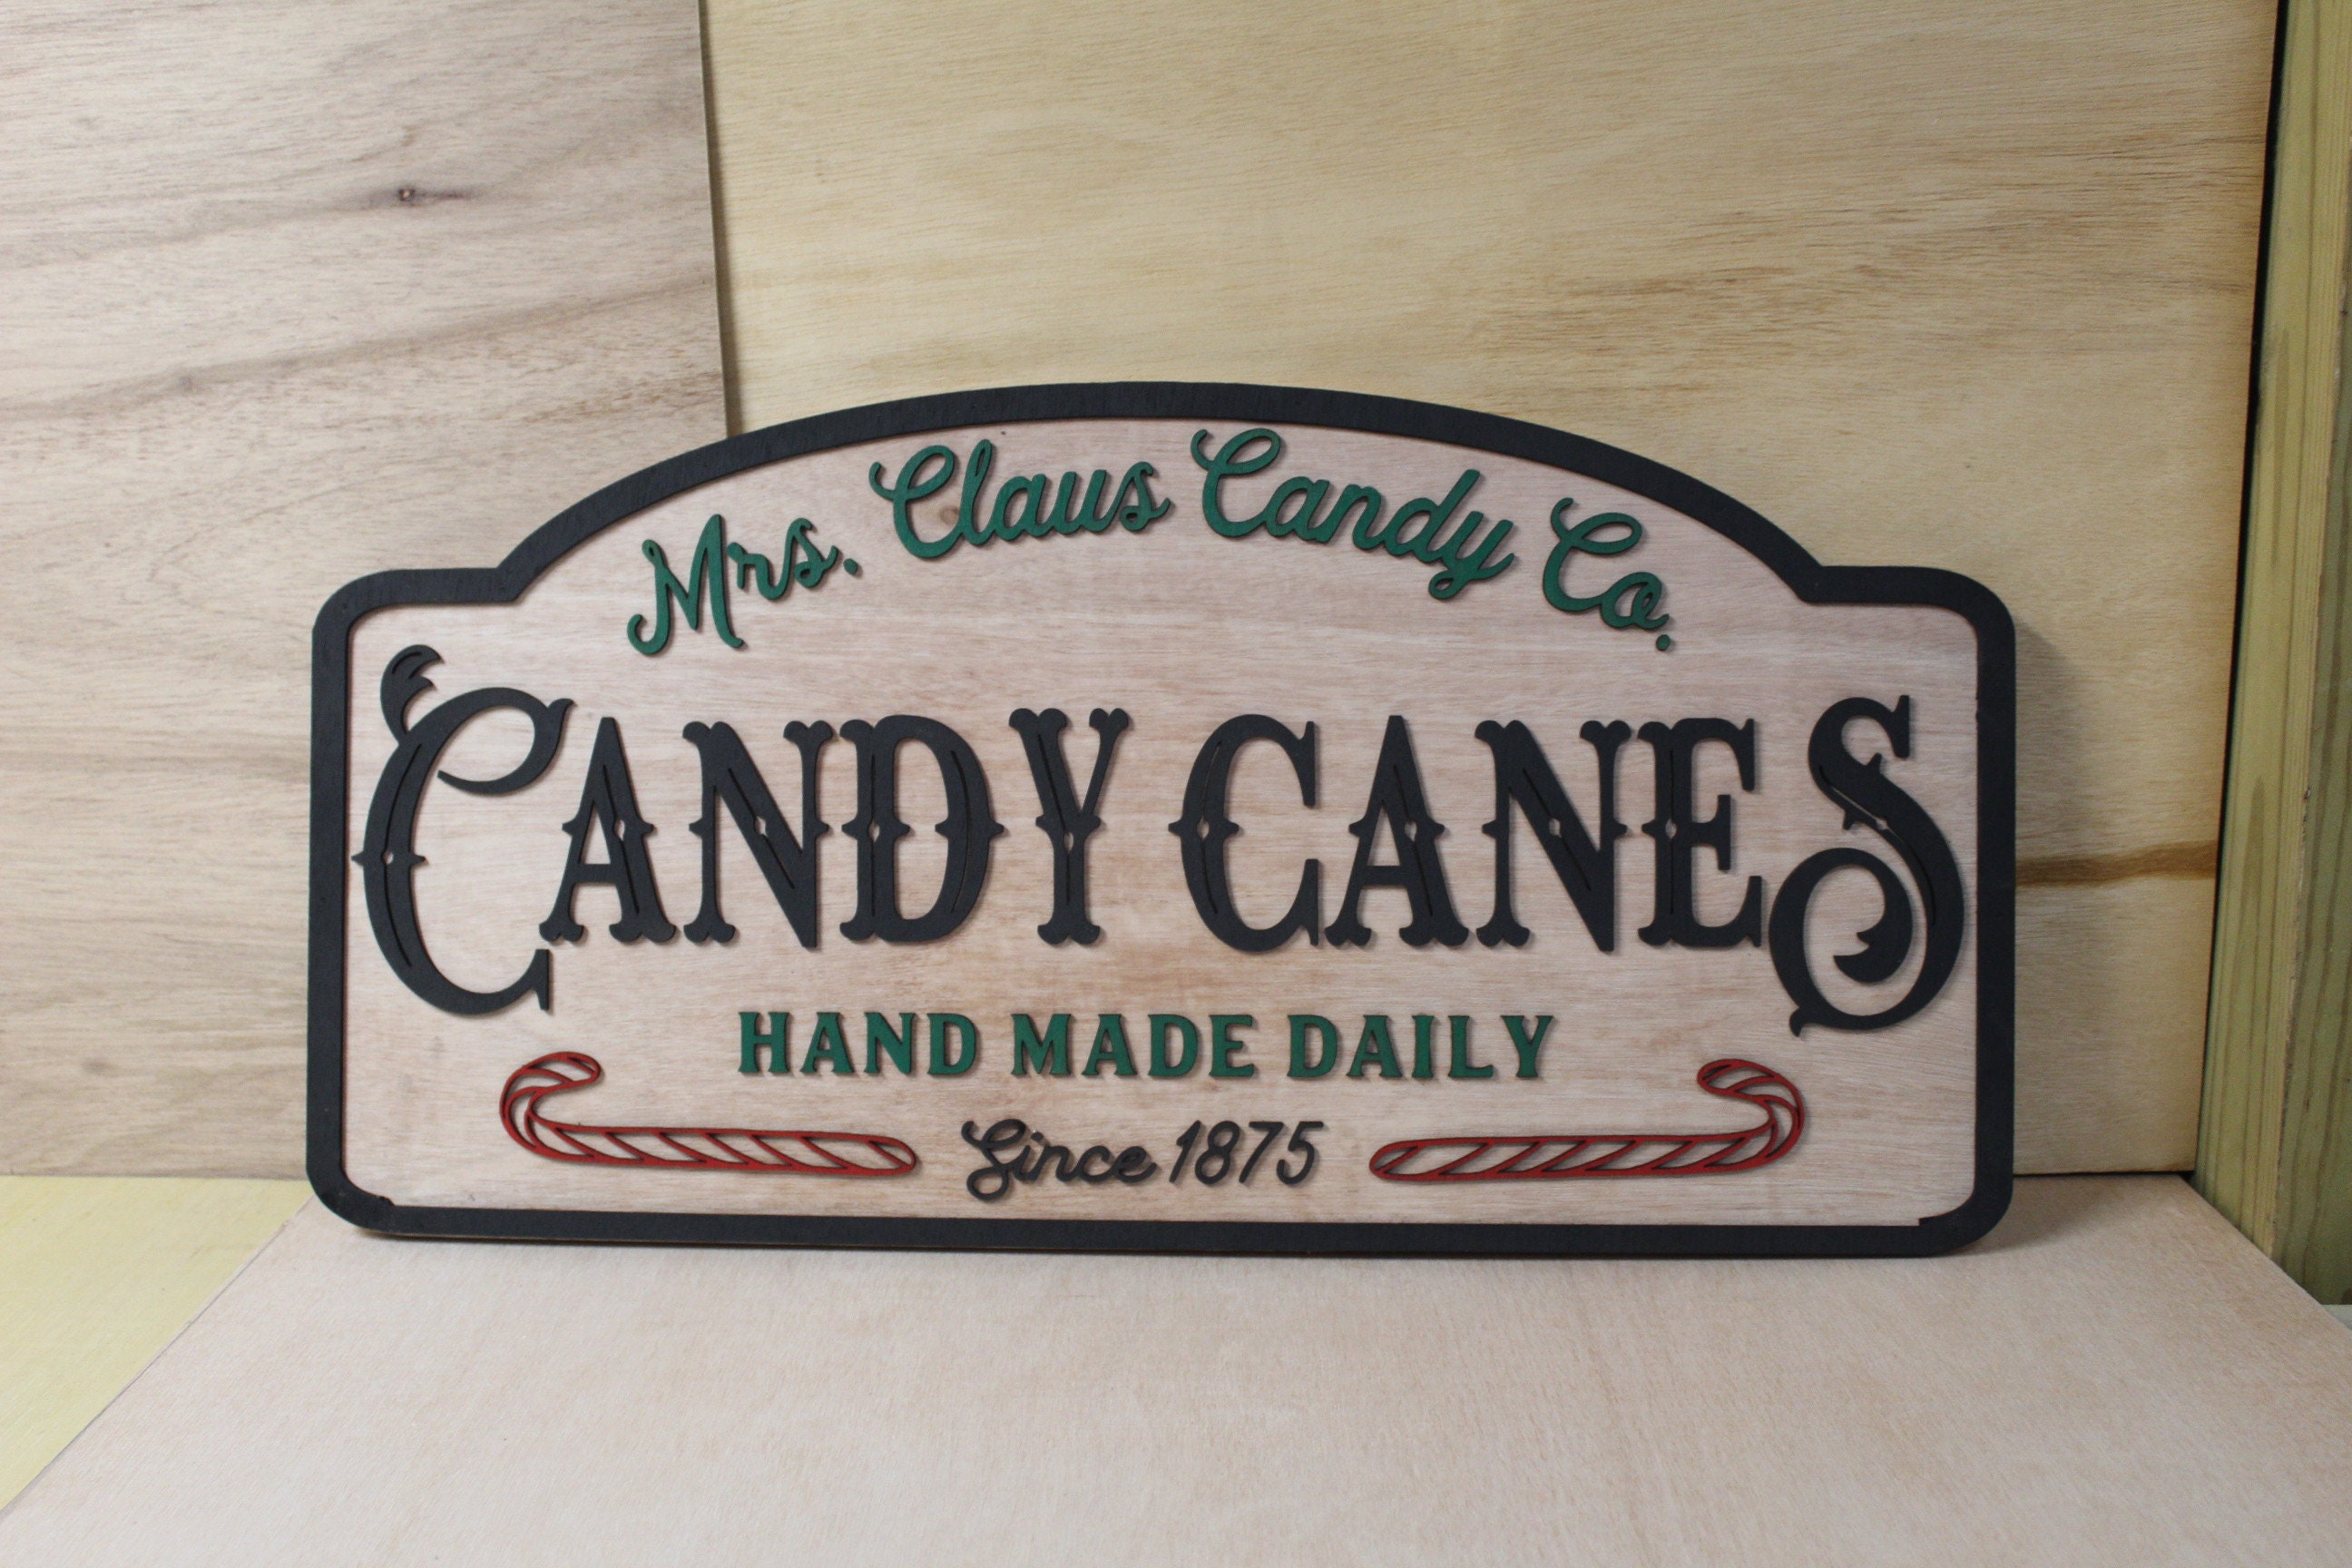 Mrs. Claus Candy Co.
CANDY CANES
HAND MADE DAILY
Since 1875